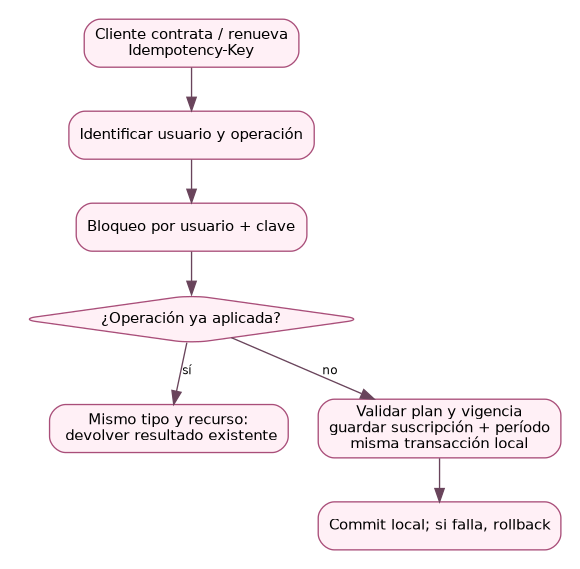 Cliente contrata / renueva
Idempotency-Key
Identificar usuario y operación
Bloqueo por usuario + clave
¿Operación ya aplicada?
sí
no
Mismo tipo y recurso:
devolver resultado existente
Validar plan y vigencia
guardar suscripción + período
misma transacción local
Commit local; si falla, rollback